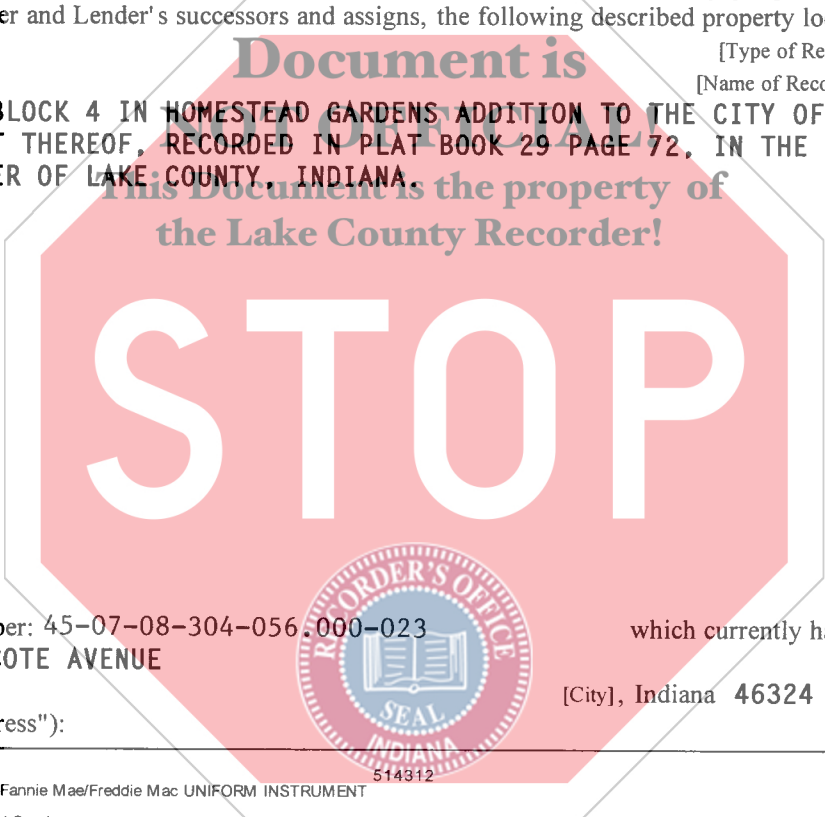 er and Lender's successors and assigns, the following described property lo
Document is
[Type of Re
[Name of Reco
BLOCK 4 IN HOMESTEAD GARDENS ADDITION TO THE CITY OF
NOT OFFICIAL!
T THEREOF, RECORDED IN PLAT BOOK 29 PAGE 72, IN THE
ER OF LAKE COUNTY, INDIANA.
This Document is the property of
the Lake County Recorder!
STOP
RECORDER'S OFFICE
ber: 45-07-08-304-056.000-023 which currently ha
OTE AVENUE
[City], Indiana 46324
SEAL
ress"):
INDIANA
514312
Fannie Mae/Freddie Mac UNIFORM INSTRUMENT